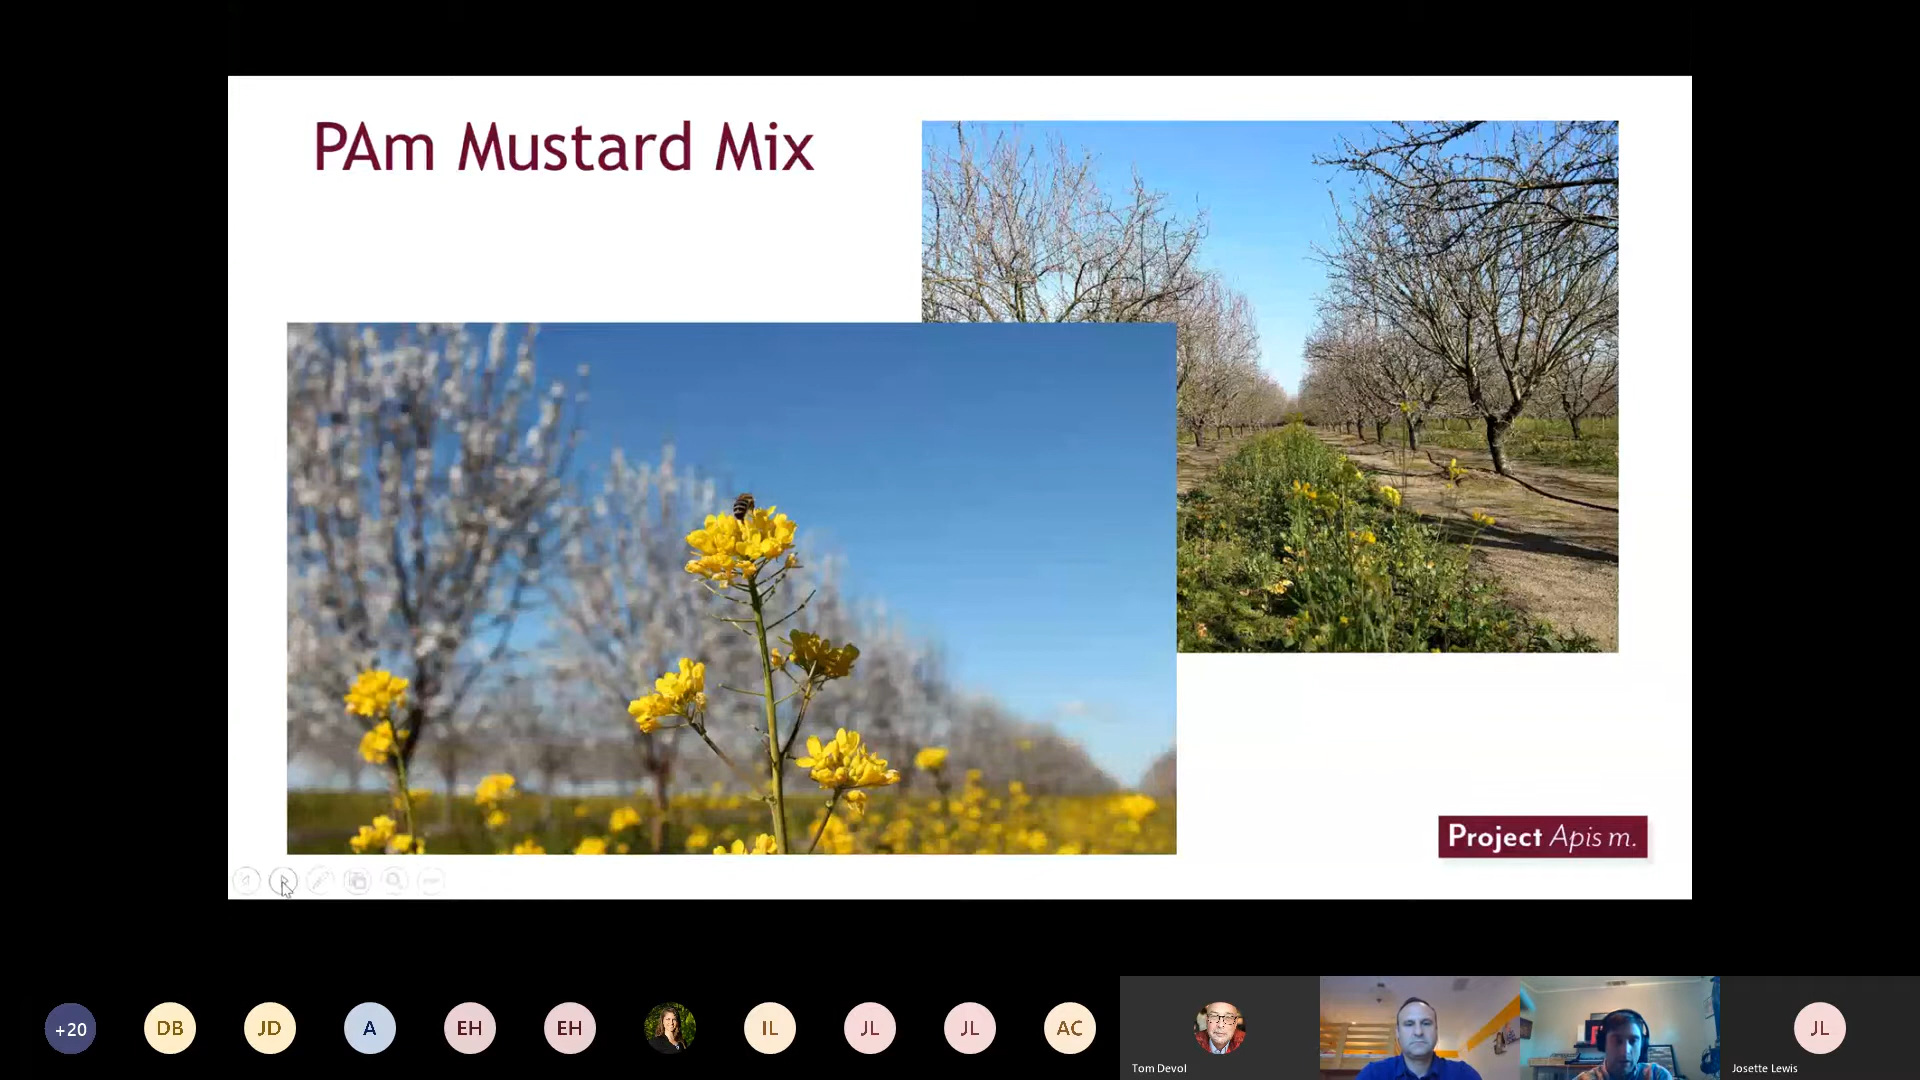 PAm Mustard Mix
Project Apis m.
+20
DB
JD
A
EH
EH
IL
JL
JL
AC
Tom Devol
JL
Josette Lewis